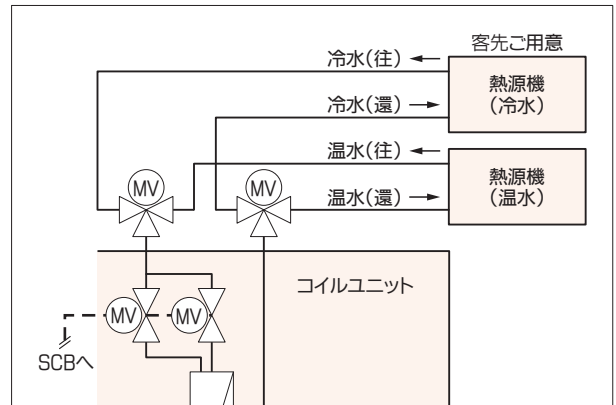 客先ご用意
冷水(往)
熱源機
(冷水)
冷水(還)
温水(往)
熱源機
(温水)
温水(還)
MV
MV
コイルユニット
MV
MV
SCBへ